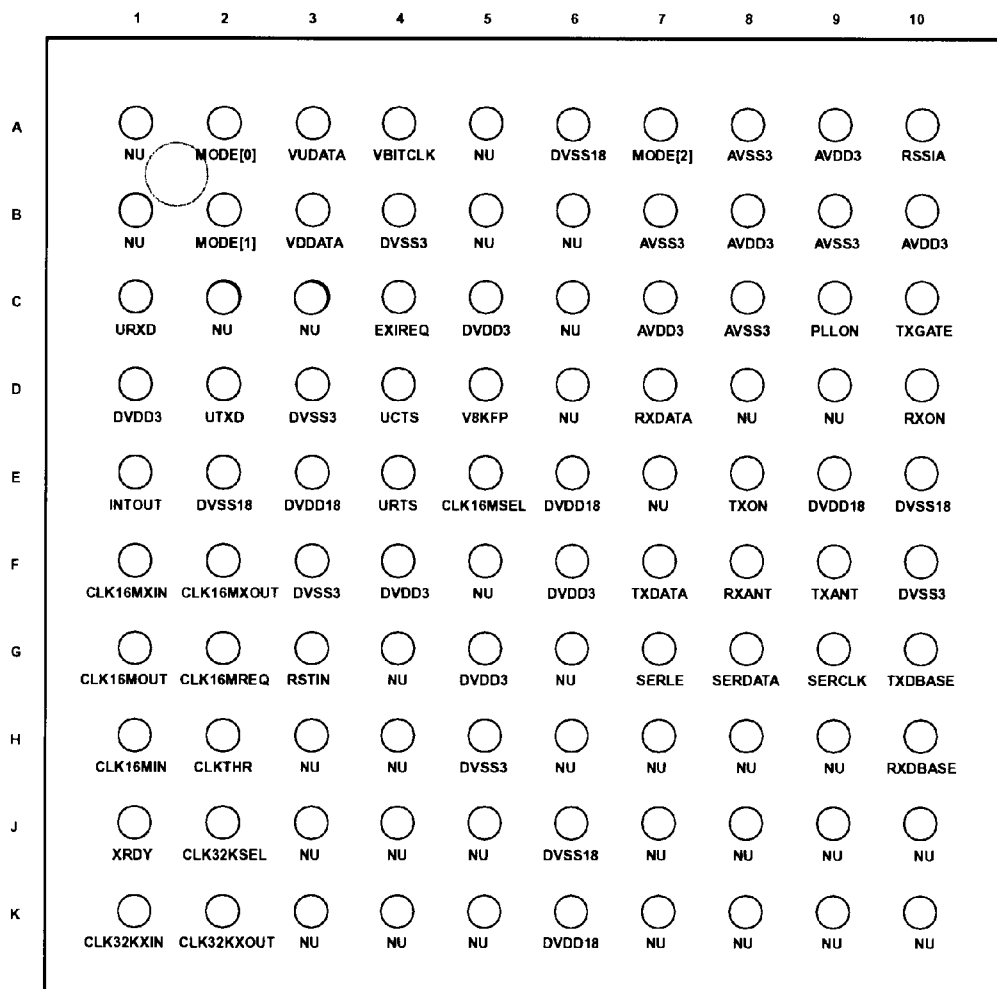 1 2 3 4 5 6 7 8 9 10
A
NU MODE[0] VUDATA VBITCLK NU DVSS18 MODE[2] AVSS3 AVDD3 RSSIA
B
NU MODE[1] VDDATA DVSS3 NU NU AVSS3 AVDD3 AVSS3 AVDD3
C
URXD NU NU EXIREQ DVDD3 NU AVDD3 AVSS3 PLLON TXGATE
D
DVDD3 UTXD DVSS3 UCTS V8KFP NU RXDATA NU NU RXON
E
INTOUT DVSS18 DVDD18 URTS CLK16MSEL DVDD18 NU TXON DVDD18 DVSS18
F
CLK16MXIN CLK16MXOUT DVSS3 DVDD3 NU DVDD3 TXDATA RXANT TXANT DVSS3
G
CLK16MOUT CLK16MREQ RSTIN NU DVDD3 NU SERLE SERDATA SERCLK TXDBASE
H
CLK16MIN CLKTHR NU NU DVSS3 NU NU NU NU RXDBASE
J
XRDY CLK32KSEL NU NU NU DVSS18 NU NU NU NU
K
CLK32KXIN CLK32KXOUT NU NU NU DVDD18 NU NU NU NU